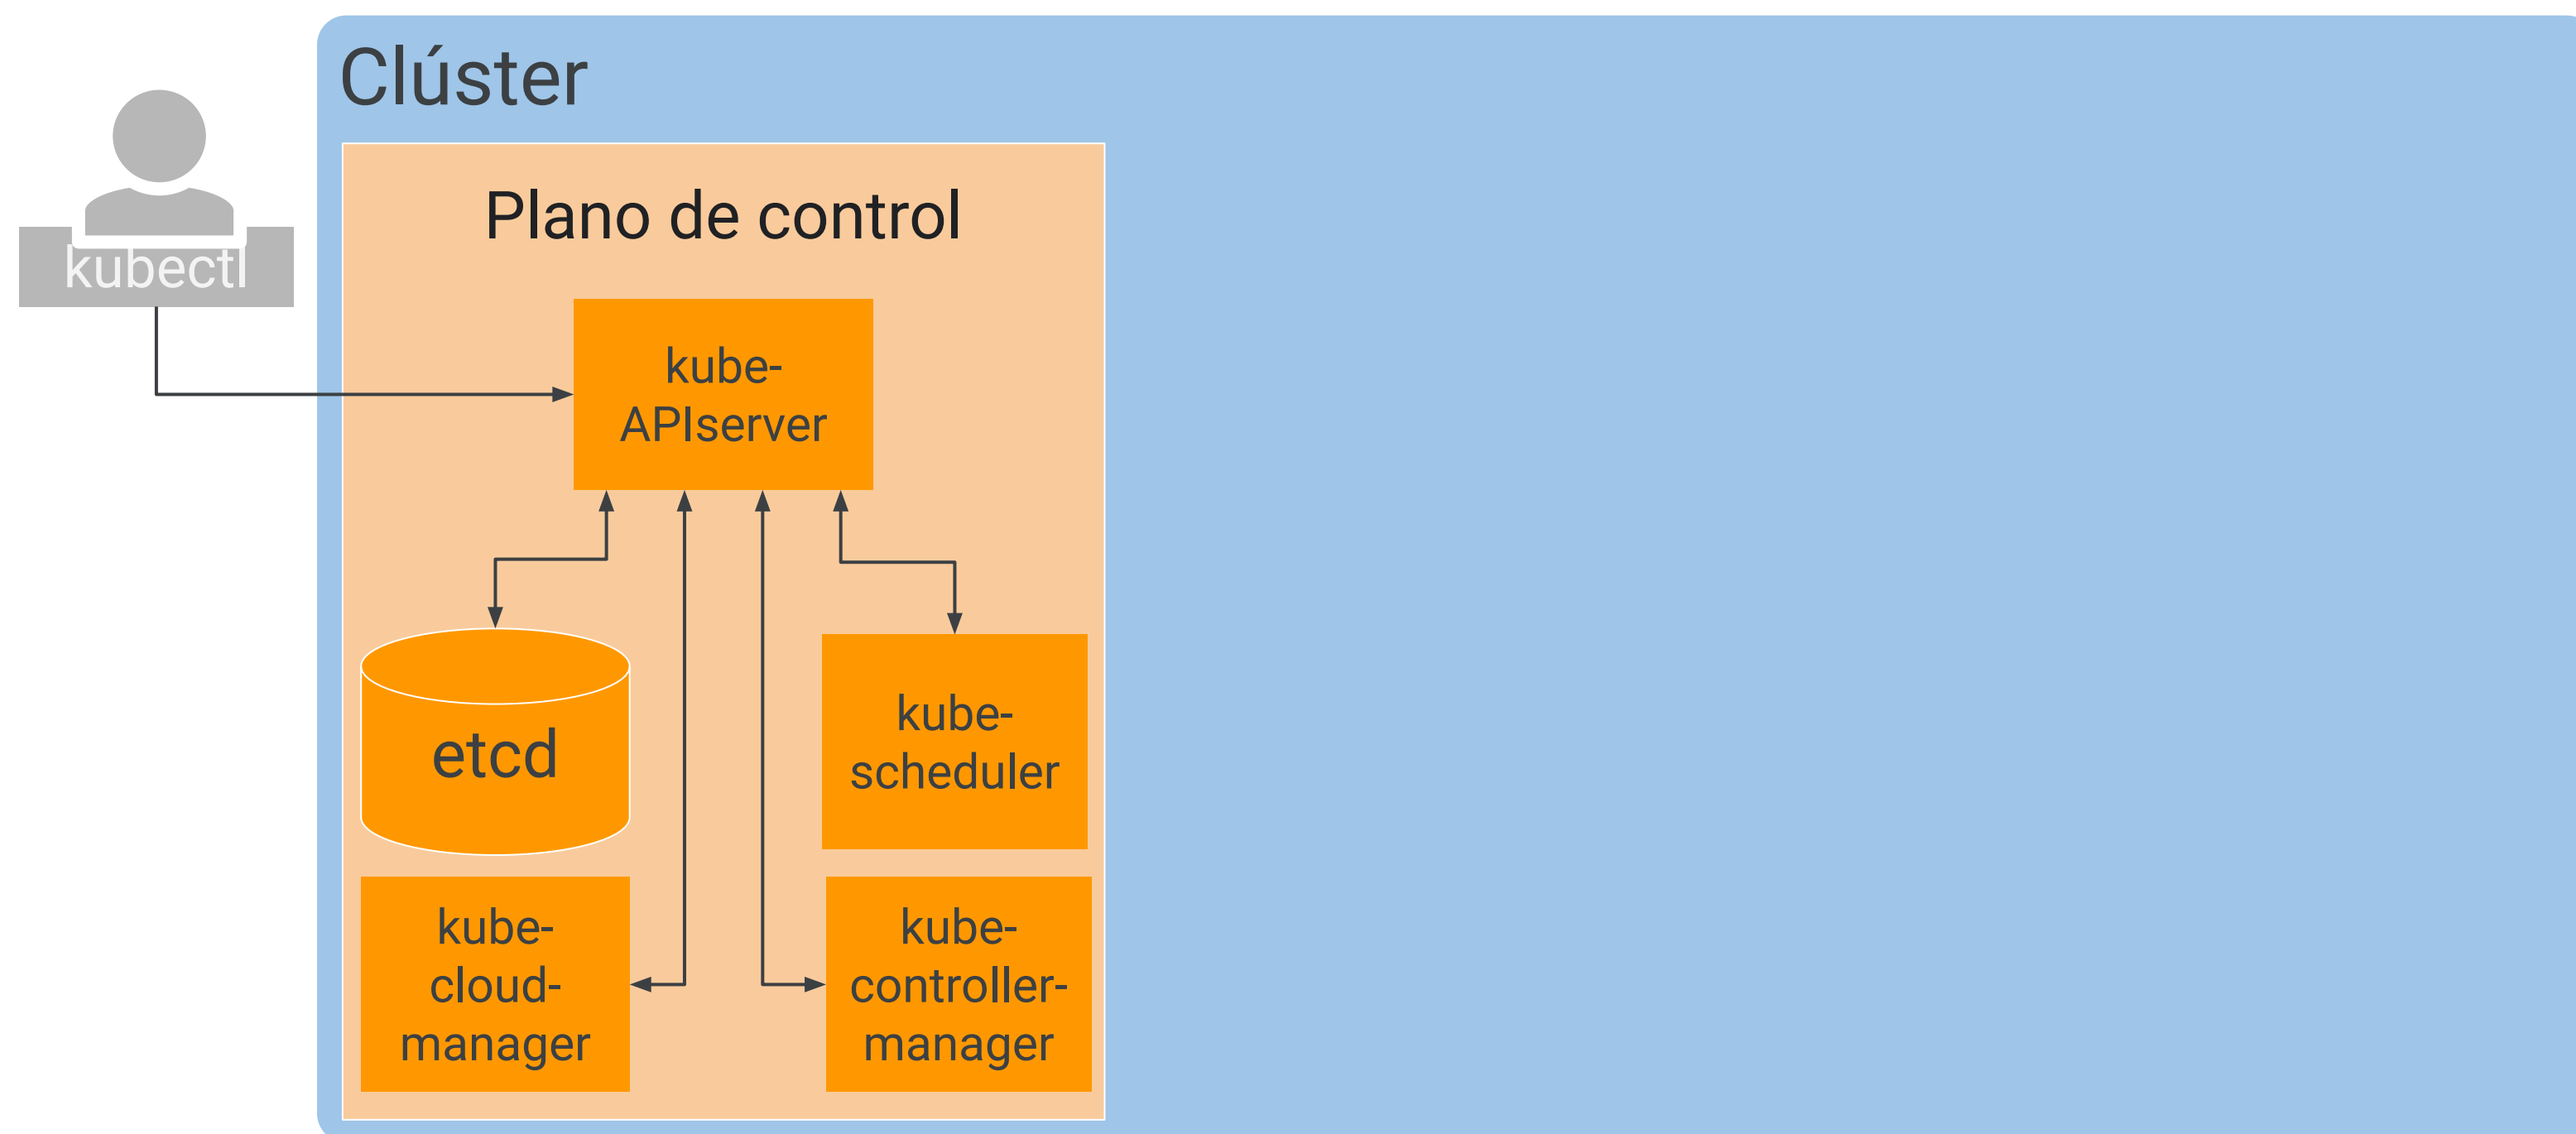 Clúster
kubectl
Plano de control
kube-
APIserver
etcd
kube-
scheduler
kube-
cloud-
manager
kube-
controller-
manager